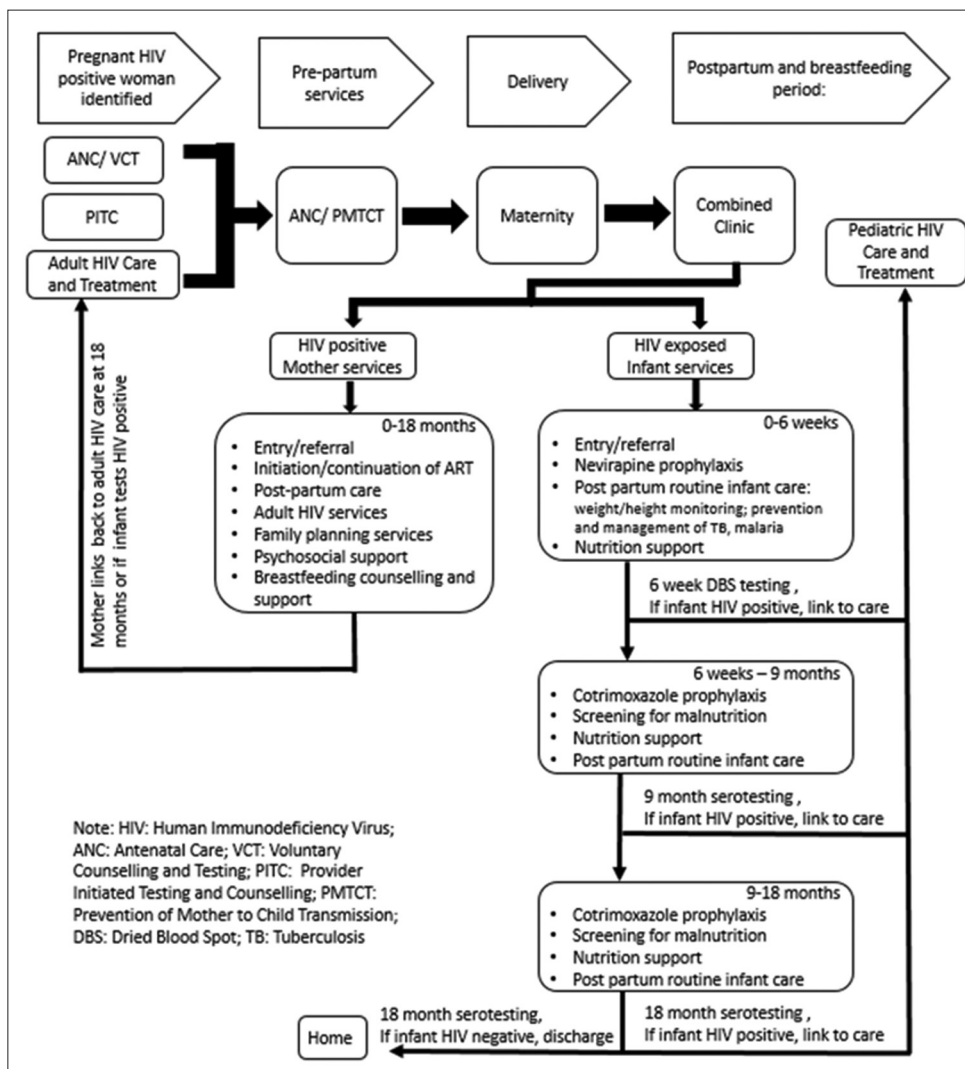 Pregnant HIV
positive woman
identified
Pre-partum
services
Delivery
Postpartum and breastfeeding
period:
ANC/ VCT
PITC
Adult HIV Care
and Treatment
ANC/ PMTCT
Maternity
Combined
Clinic
Pediatric HIV
Care and
Treatment
Mother links back to adult HIV care at 18
months or if infant tests HIV positive
HIV positive
Mother services
HIV exposed
Infant services
0-18 months
• Entry/referral
• Initiation/continuation of ART
• Post-partum care
• Adult HIV services
• Family planning services
• Psychosocial support
• Breastfeeding counselling and
support
0-6 weeks
• Entry/referral
• Nevirapine prophylaxis
• Post partum routine infant care:
weight/height monitoring; prevention
and management of TB, malaria
• Nutrition support
6 week DBS testing ,
If infant HIV positive, link to care
6 weeks – 9 months
• Cotrimoxazole prophylaxis
• Screening for malnutrition
• Nutrition support
• Post partum routine infant care
9 month serotesting ,
If infant HIV positive, link to care
9-18 months
• Cotrimoxazole prophylaxis
• Screening for malnutrition
• Nutrition support
• Post partum routine infant care
18 month serotesting,
If infant HIV negative, discharge
18 month serotesting ,
If infant HIV positive, link to care
Home
Note: HIV: Human Immunodeficiency Virus;
ANC: Antenatal Care; VCT: Voluntary
Counselling and Testing; PITC: Provider
Initiated Testing and Counselling; PMTCT:
Prevention of Mother to Child Transmission;
DBS: Dried Blood Spot; TB: Tuberculosis